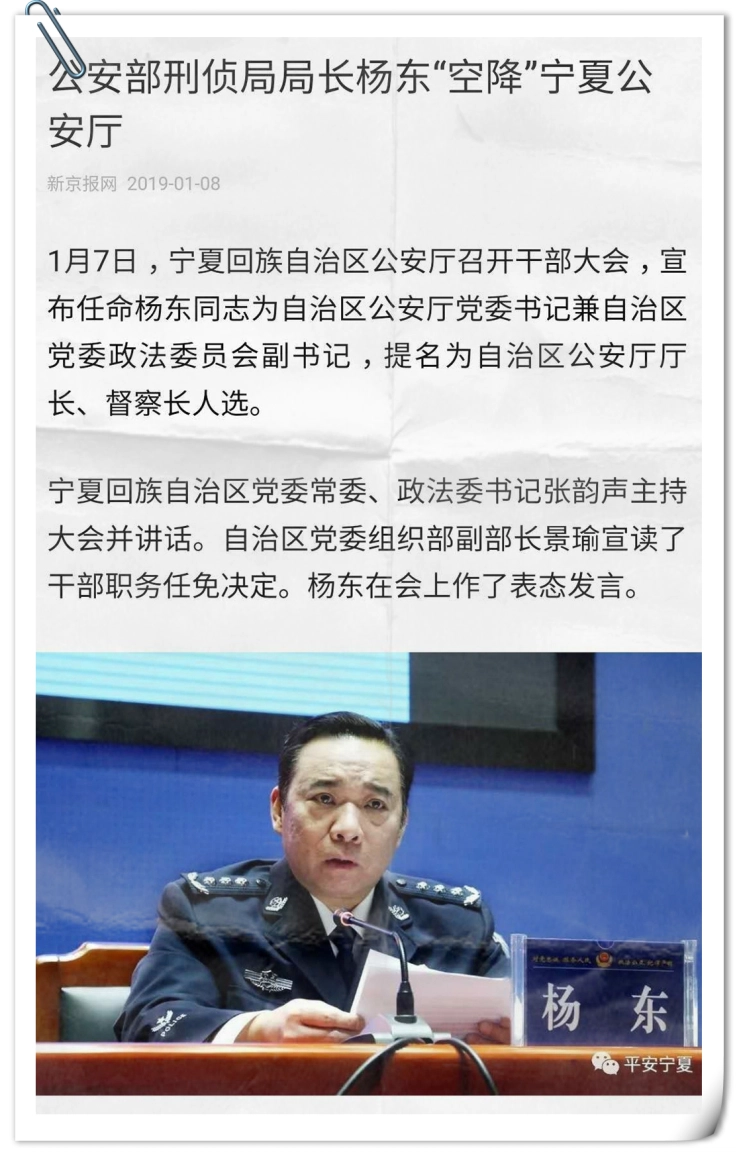 公安部刑侦局局长杨东“空降”宁夏公
安厅
新京报网 2019-01-08
1月7日，宁夏回族自治区公安厅召开干部大会，宣
布任命杨东同志为自治区公安厅党委书记兼自治区
党委政法委员会副书记，提名为自治区公安厅厅
长、督察长人选。
宁夏回族自治区党委常委、政法委书记张韵声主持
大会并讲话。自治区党委组织部副部长景瑜宣读了
干部职务任免决定。杨东在会上作了表态发言。
POLICE
杨 东
平安宁夏